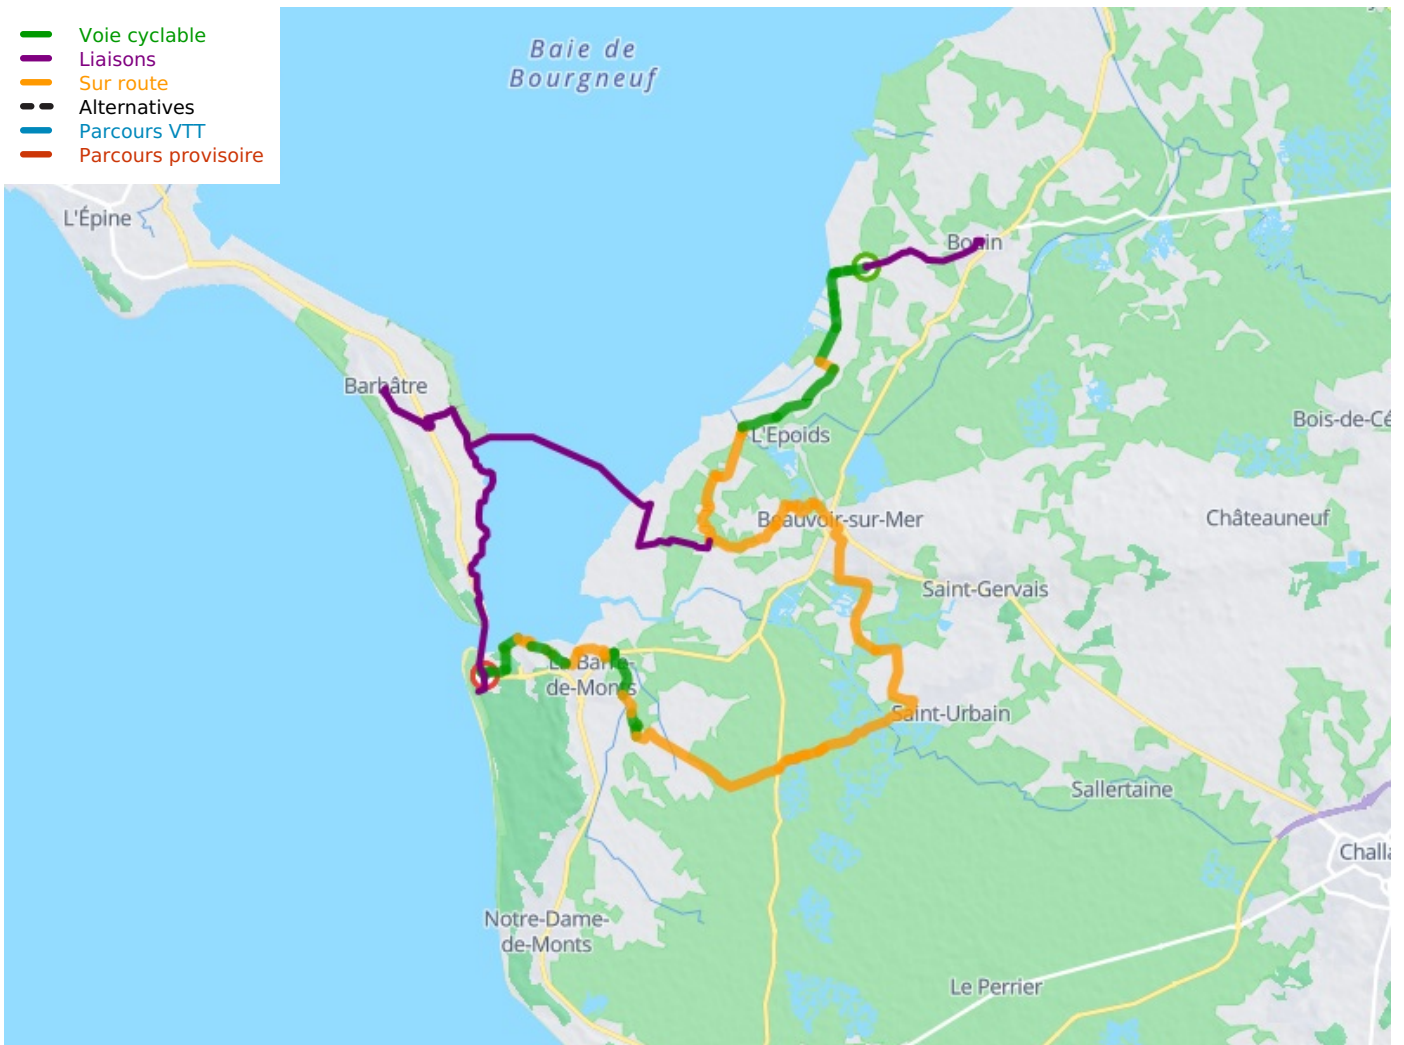 Voie cyclable
Liaisons
Sur route
Alternatives
Parcours VTT
Parcours provisoire
Baie de
Bourgneuf
L'Épine
Bouin
Barbâtre
L'Epoids
Bois-de-Cé
Beauvoir-sur-Mer
Châteauneuf
Saint-Gervais
La Barre-
de-Monts
Saint-Urbain
Sallertaine
Challa
Notre-Dame-
de-Monts
Le Perrier